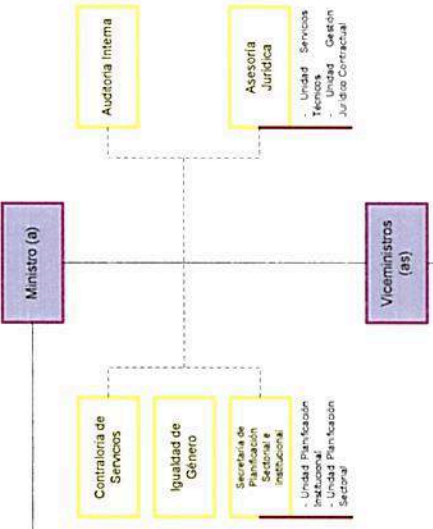 Ministro (a)
Contraloría de
Servicios
Igualdad de
Género
Secretaría de
Planificación
Sectorial e
Institucional
- Unidad Planificación
Institucional
- Unidad Planificación
Sectorial
Auditoria Interna
Asesoría
Jurídica
- Unidad Servicios
Técnicos
- Unidad Gestión
Jurídico Contractual
Viceministros
(as)